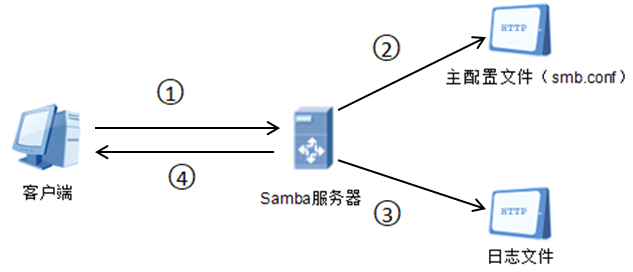 HTTP
②
主配置文件（smb.conf）
①
④
客户端
Samba服务器
③
HTTP
日志文件